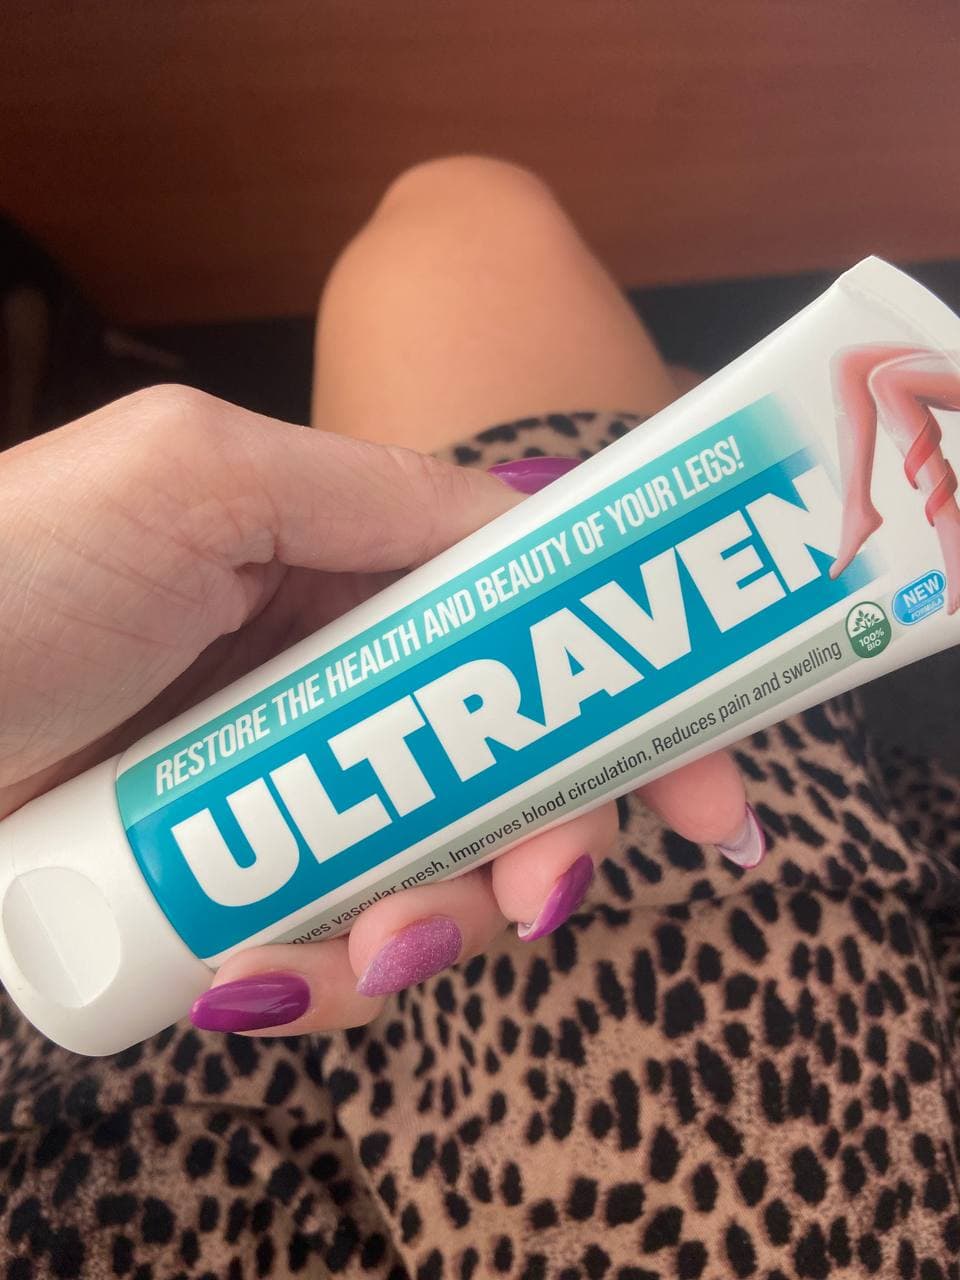 RESTORE THE HEALTH AND BEAUTY OF YOUR LEGS!
ULTRAVEN
vascular mesh, Improves blood circulation, Reduces pain and swelling
100%
BIO
NEW
FORMULA